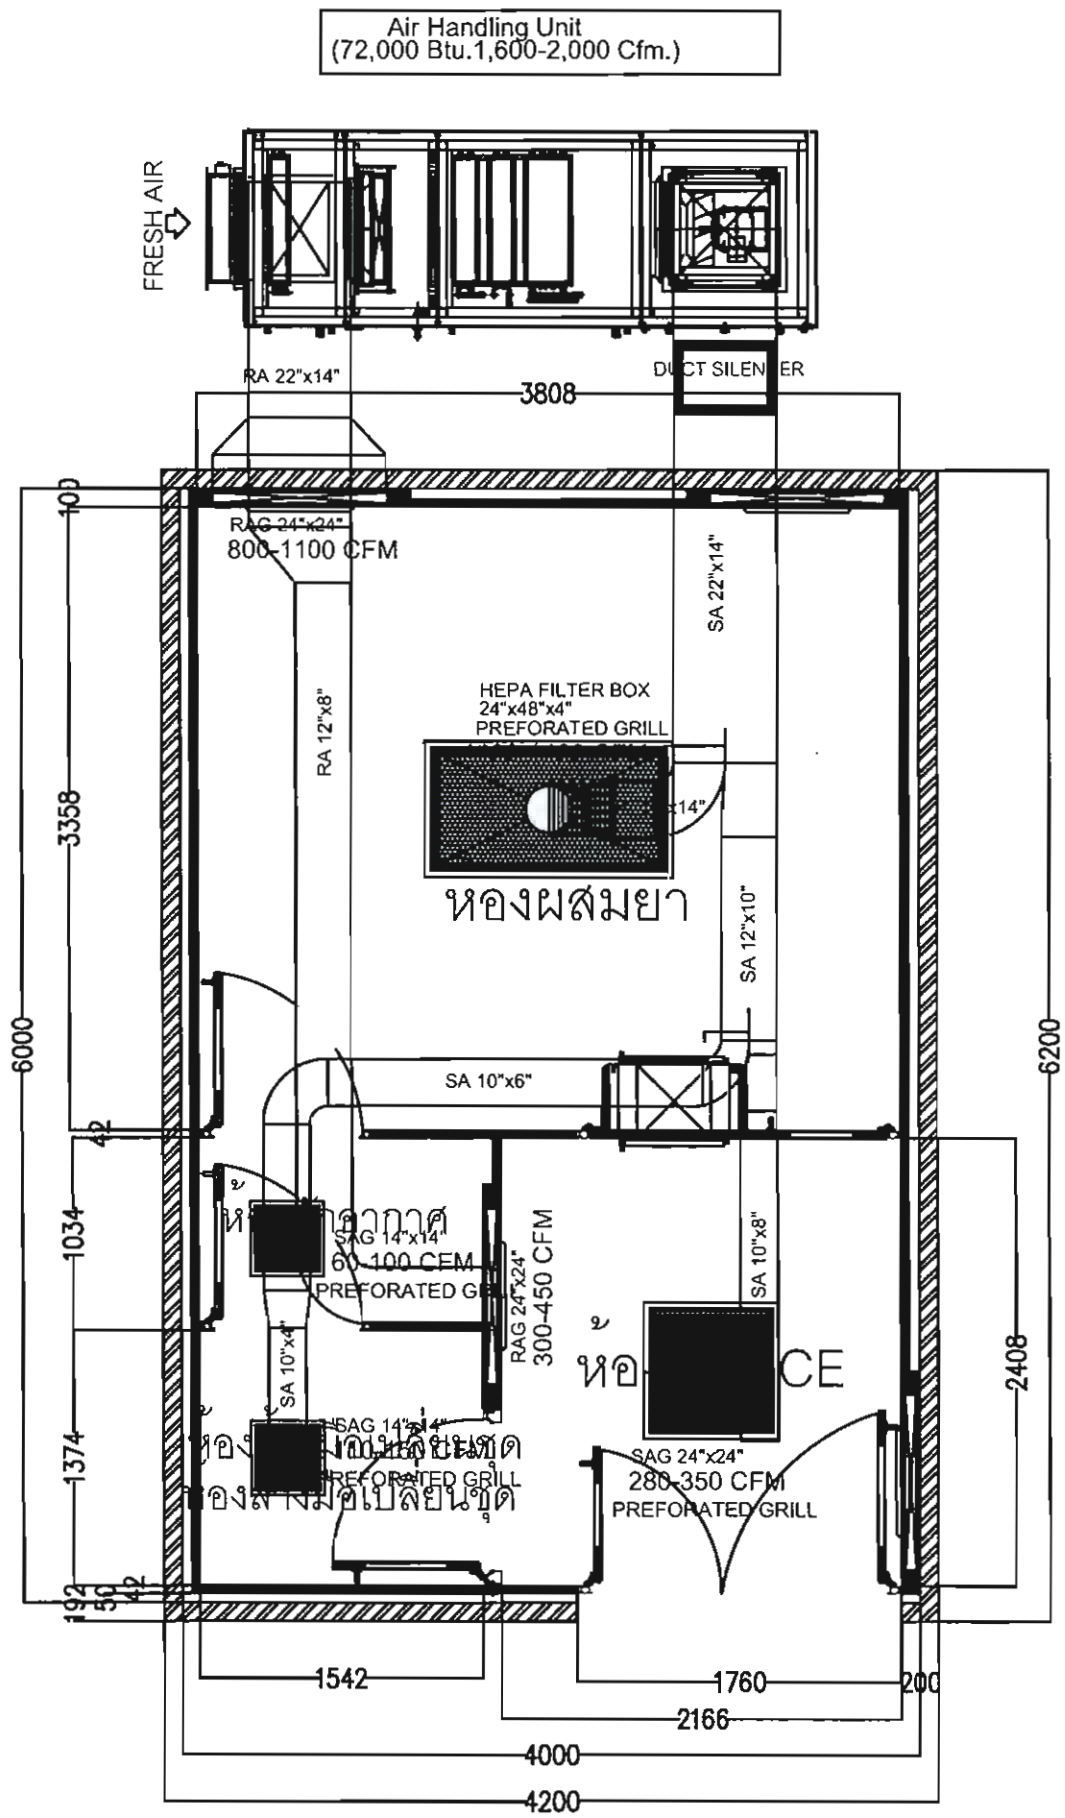 Air Handling Unit
(72,000 Btu.1,600-2,000 Cfm.)
FRESH AIR
RA 22"x14"
DUCT SILENCER
3808
100
RAG 24"x24"
800-1100 CFM
SA 22"x14"
RA 12"x8"
HEPA FILTER BOX
24"x48"x4"
PREFORATED GRILL
x14"
ห้องผสมยา
SA 12"x10"
3358
6000
6200
SA 10"x6"
42
1034
SAG 14"x14"
60-100 CFM
PREFORATED GRILL
RAG 24"x24"
300-450 CFM
SA 10"x8"
2408
SA 10"x4"
CE
1374
SAG 14"x14"
PREFORATED GRILL
SAG 24"x24"
280-350 CFM
PREFORATED GRILL
192
50
42
1542
1760
200
2166
4000
4200